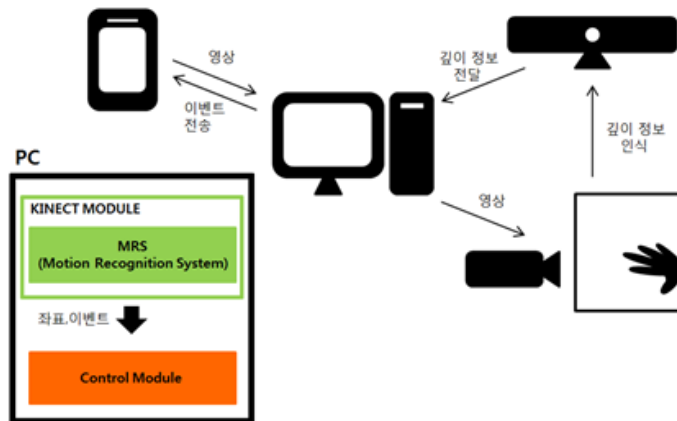 영상
이벤트
전송
깊이 정보
전달
깊이 정보
인식
영상
PC
KINECT MODULE
MRS
(Motion Recognition System)
좌표,이벤트
Control Module